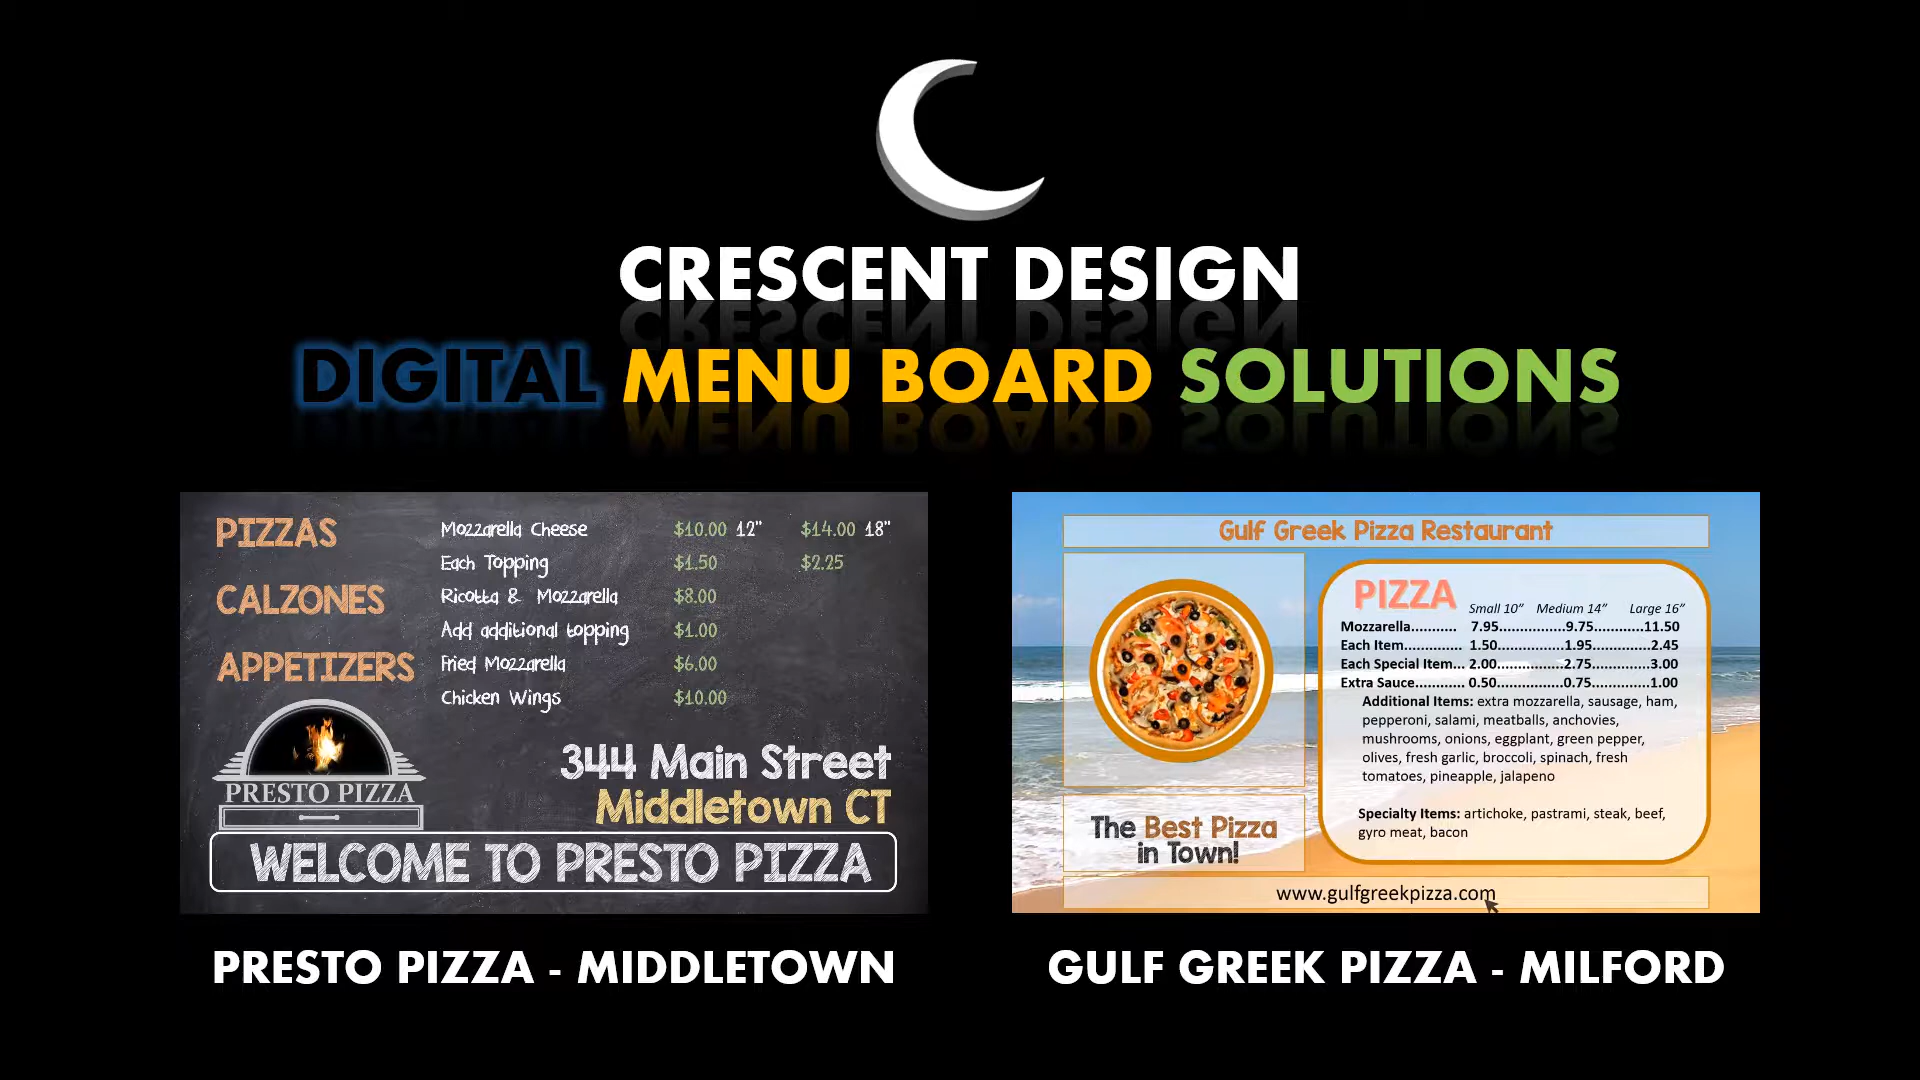 CRESCENT DESIGN
DIGITAL MENU BOARD SOLUTIONS
PIZZAS Mozzarella Cheese $10.00 12" $14.00 18"
Each Topping $1.50 $2.25
CALZONES Ricotta & Mozzarella $8.00
Add additional topping $1.00
APPETIZERS Fried Mozzarella $6.00
Chicken Wings $10.00
PRESTO PIZZA
344 Main Street
Middletown CT
WELCOME TO PRESTO PIZZA
PRESTO PIZZA - MIDDLETOWN
Gulf Greek Pizza Restaurant
The Best Pizza
in Town!
PIZZA Small 10” Medium 14” Large 16”
Mozzarella........... 7.95.................9.75............11.50
Each Item.............. 1.50.................1.95..............2.45
Each Special Item... 2.00.................2.75..............3.00
Extra Sauce............ 0.50.................0.75..............1.00
Additional Items: extra mozzarella, sausage, ham,
pepperoni, salami, meatballs, anchovies,
mushrooms, onions, eggplant, green pepper,
olives, fresh garlic, broccoli, spinach, fresh
tomatoes, pineapple, jalapeno
Specialty Items: artichoke, pastrami, steak, beef,
gyro meat, bacon
www.gulfgreekpizza.com
GULF GREEK PIZZA - MILFORD